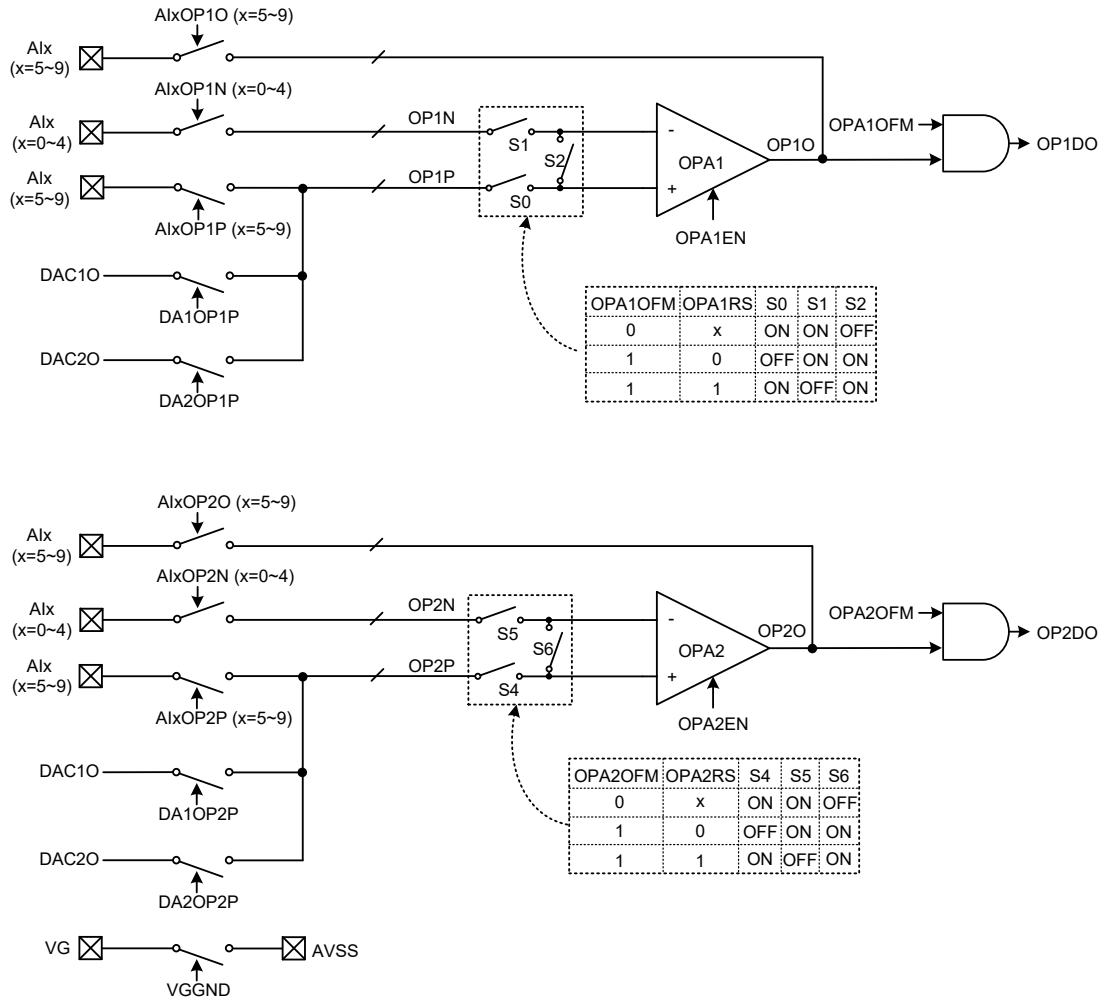 AIxOP1O (x=5~9)
AIx
(x=5~9)
AIxOP1N (x=0~4)
AIx
(x=0~4)
OP1N
S1
S2
-
OPA1
OP1O
OPA1OFM
OP1DO
AIx
(x=5~9)
OP1P
S0
+
AIxOP1P (x=5~9)
OPA1EN
DAC1O
DA1OP1P
DAC2O
DA2OP1P
OPA1OFM OPA1RS S0 S1 S2
0 x ON ON OFF
1 0 OFF ON ON
1 1 ON OFF ON
AIxOP2O (x=5~9)
AIx
(x=5~9)
AIxOP2N (x=0~4)
AIx
(x=0~4)
OP2N
S5
S6
-
OPA2
OP2O
OPA2OFM
OP2DO
AIx
(x=5~9)
OP2P
S4
+
AIxOP2P (x=5~9)
OPA2EN
DAC1O
DA1OP2P
DAC2O
DA2OP2P
OPA2OFM OPA2RS S4 S5 S6
0 x ON ON OFF
1 0 OFF ON ON
1 1 ON OFF ON
VG
AVSS
VGGND